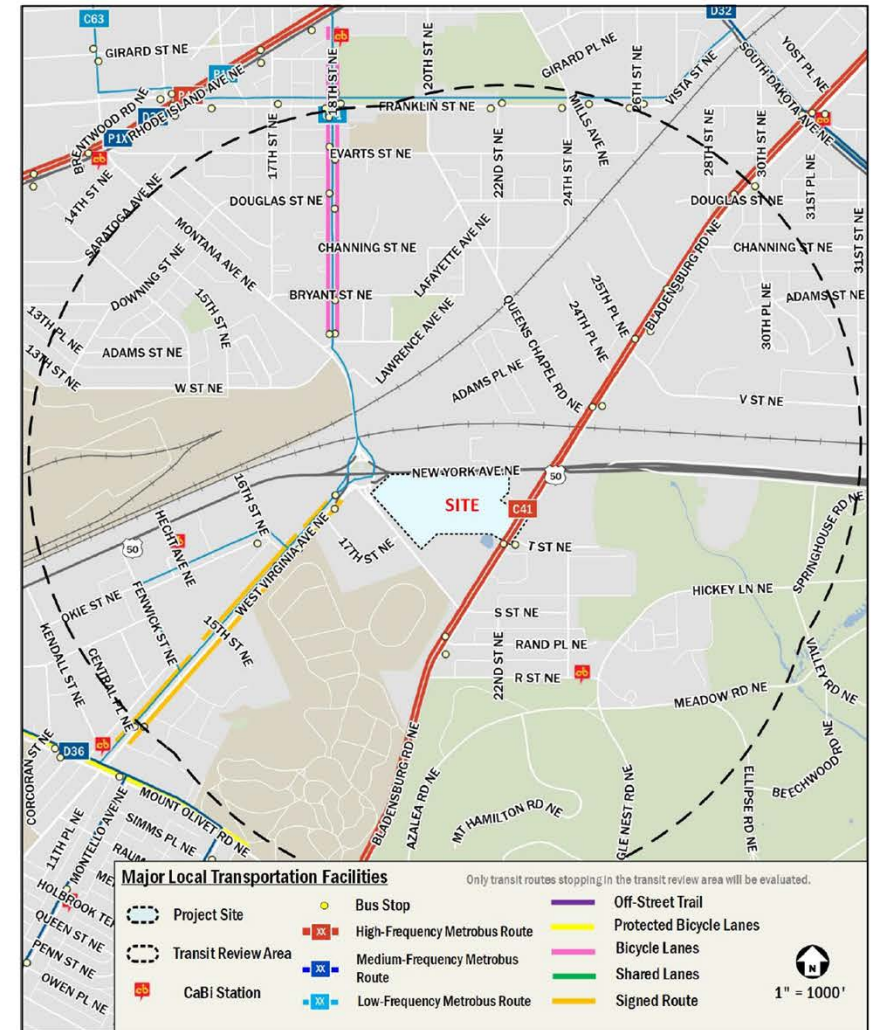 C63
D32
GIRARD ST NE
18TH ST NE
20TH ST NE
GIRARD PL NE
26TH ST NE
VISTA ST NE
SOUTH DAKOTA AVE NE
YOST PL NE
BRENTWOOD RD NE
RHODE ISLAND AVE NE
P1X
FRANKLIN ST NE
MILLS AVE NE
14TH ST NE
17TH ST NE
EVARTS ST NE
22ND ST NE
24TH ST NE
28TH ST NE
30TH ST NE
31ST PL NE
31ST ST NE
SARATOGA AVE NE
DOUGLAS ST NE
DOUGLAS ST NE
MONTANA AVE NE
CHANNING ST NE
LAFAYETTE AVE NE
CHANNING ST NE
DOWNING ST NE
15TH ST NE
BRYANT ST NE
QUEENS CHAPEL RD NE
25TH PL NE
24TH PL NE
BLADENSBURG RD NE
30TH PL NE
ADAMS ST NE
13TH PL NE
13TH ST NE
ADAMS ST NE
LAWRENCE AVE NE
ADAMS PL NE
W ST NE
V ST NE
NEW YORK AVE NE
50
SITE
C41
16TH ST NE
HECHT AVE NE
50
WEST VIRGINIA AVE NE
17TH ST NE
T ST NE
SPRINGHOUSE RD NE
OKIE ST NE
FENWICK ST NE
HICKEY LN NE
15TH ST NE
S ST NE
22ND ST NE
RAND PL NE
R ST NE
KENDALL ST NE
CENTRAL PL NE
MEADOW RD NE
VALLEY RD NE
CORCORAN ST NE
D36
BLADENSBURG RD NE
AZALEA RD NE
MT HAMILTON RD NE
GLE NEST RD NE
ELLIPSE RD NE
BEECHWOOD RD NE
MOUNT OLIVET RD NE
11TH PL NE
MONTELLO AVE NE
SIMMS PL NE
RAUM
HOLBROOK TE
QUEEN ST NE
PENN ST NE
OWEN PL NE
Major Local Transportation Facilities
Only transit routes stopping in the transit review area will be evaluated.
Project Site
Transit Review Area
cb CaBi Station
Bus Stop
XX High-Frequency Metrobus Route
XX Medium-Frequency Metrobus
Route
XX Low-Frequency Metrobus Route
Off-Street Trail
Protected Bicycle Lanes
Bicycle Lanes
Shared Lanes
Signed Route
N
1" = 1000'